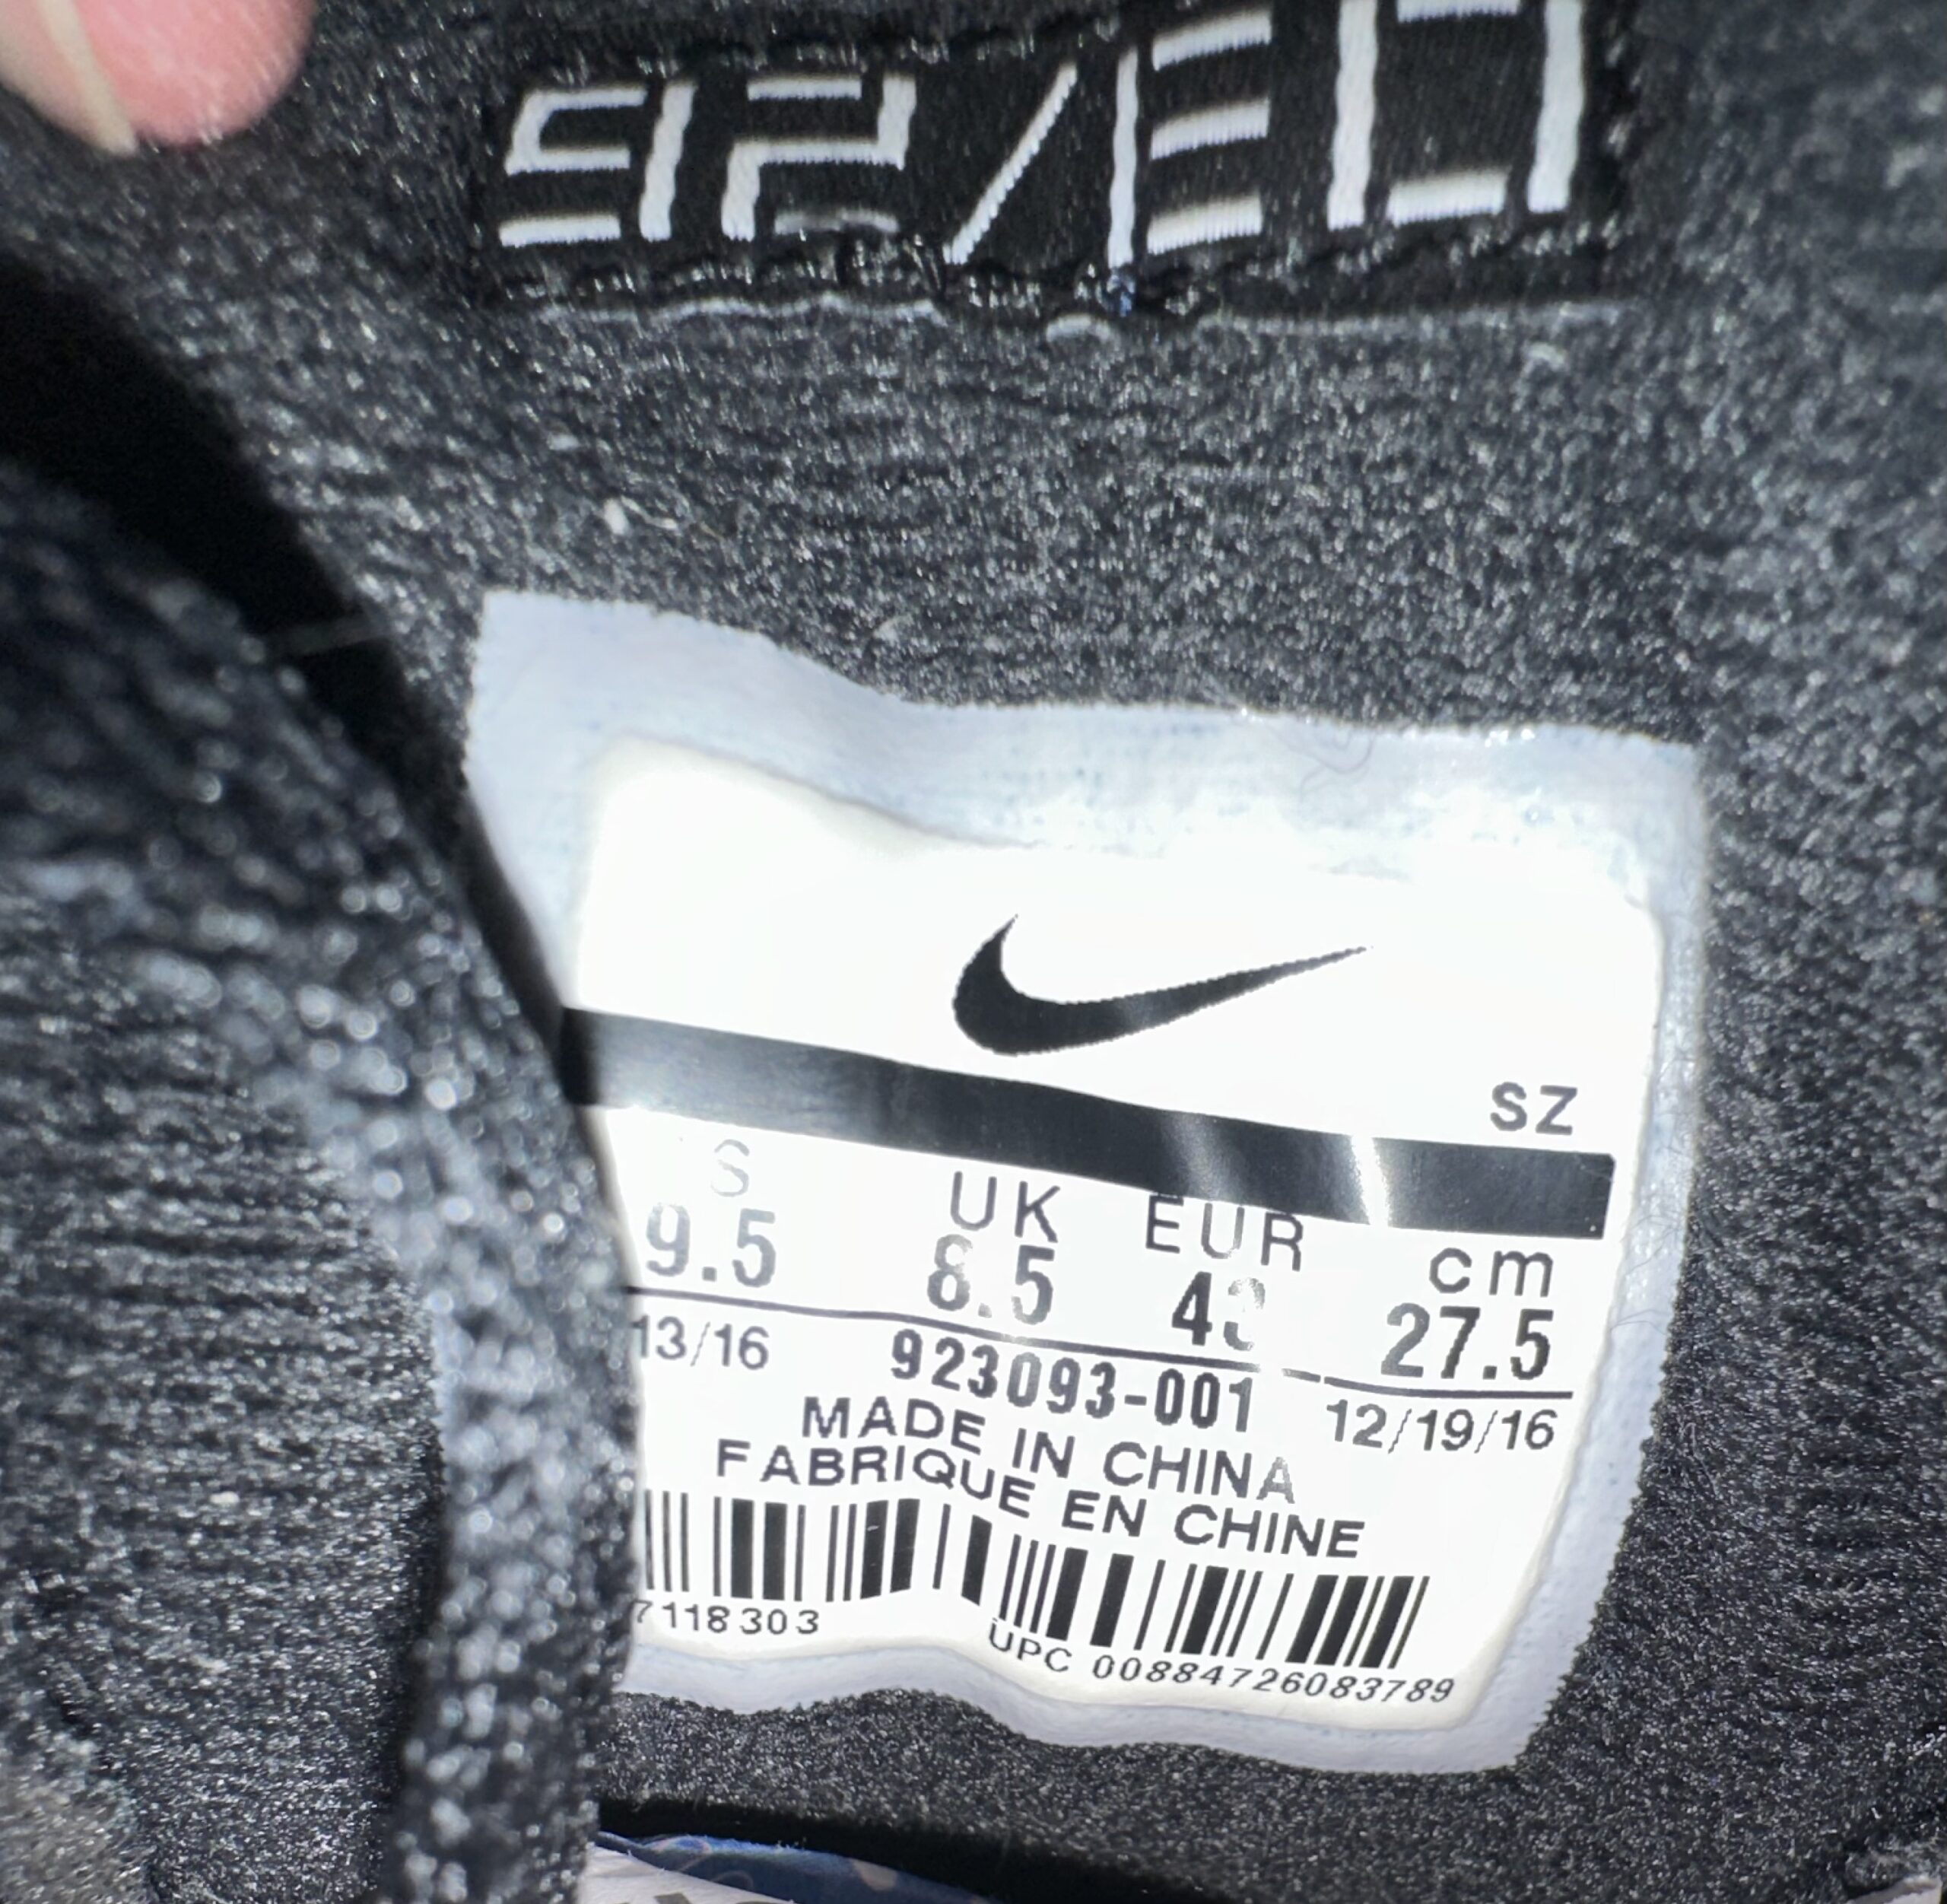 SZ
S UK EUR cm
9.5 8.5 43 27.5
13/16 923093-001 12/19/16
MADE IN CHINA
FABRIQUE EN CHINE
7118303 UPC 00884726083789